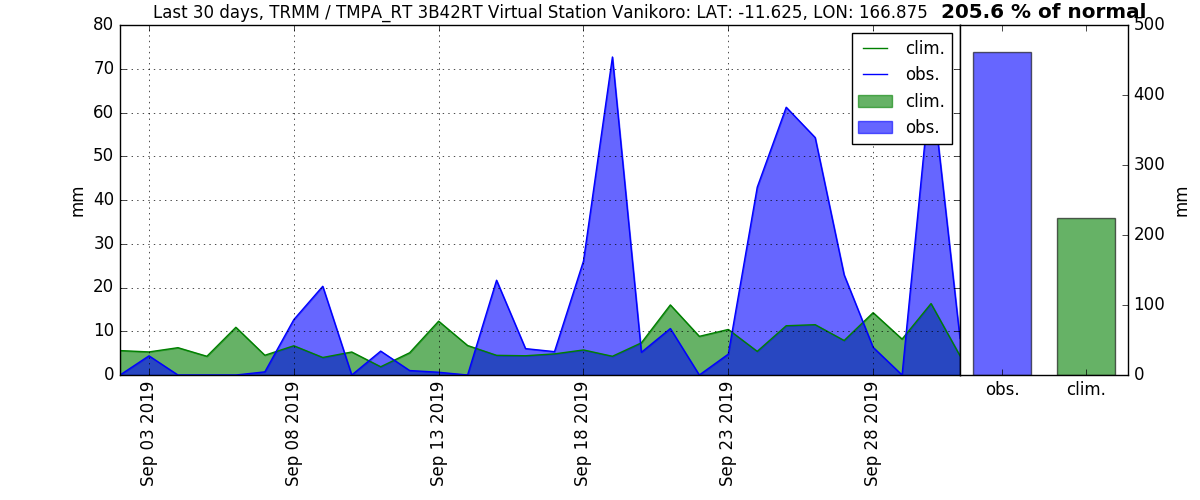 Last 30 days, TRMM / TMPA_RT 3B42RT Virtual Station Vanikoro: LAT: -11.625, LON: 166.875 205.6 % of normal
80
70
60
50
40
30
20
10
0
mm
clim.
obs.
clim.
obs.
500
400
300
200
100
0
mm
obs.
clim.
Sep 03 2019
Sep 08 2019
Sep 13 2019
Sep 18 2019
Sep 23 2019
Sep 28 2019